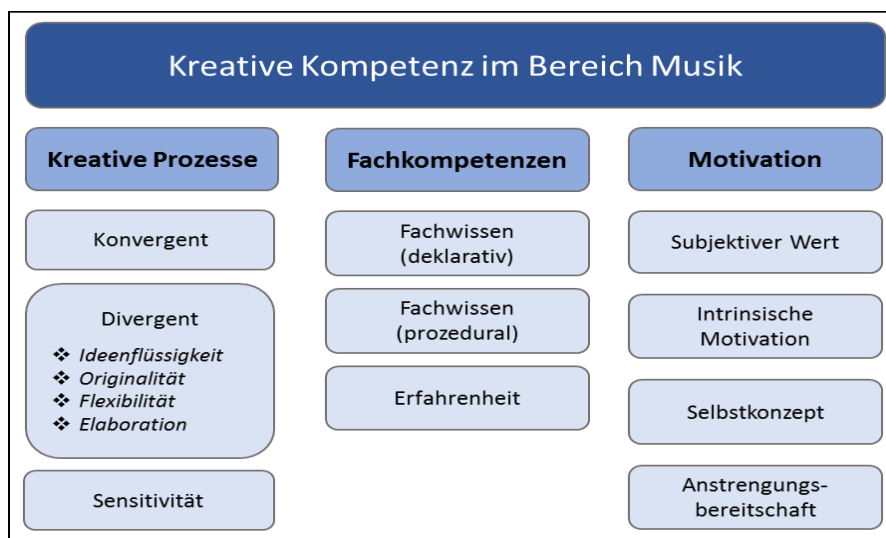 Kreative Kompetenz im Bereich Musik
Kreative Prozesse
Konvergent
Divergent
❖ Ideenflüssigkeit
❖ Originalität
❖ Flexibilität
❖ Elaboration
Sensitivität
Fachkompetenzen
Fachwissen
(deklarativ)
Fachwissen
(prozedural)
Erfahrenheit
Motivation
Subjektiver Wert
Intrinsische
Motivation
Selbstkonzept
Anstrengungs-
bereitschaft